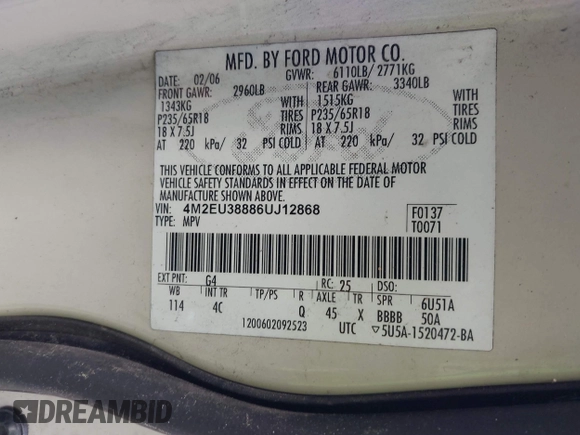 MFD. BY FORD MOTOR CO.
DATE: 02/06 GVWR: 6110LB/ 2771KG
FRONT GAWR: 2960LB REAR GAWR: 3340LB
1343KG WITH 1515KG WITH
P235/65R18 TIRES P235/65R18 TIRES
18 X 7.5J RIMS 18 X 7.5J RIMS
AT 220 kPa/ 32 PSI COLD AT 220 kPa/ 32 PSI COLD
THIS VEHICLE CONFORMS TO ALL APPLICABLE FEDERAL MOTOR
VEHICLE SAFETY STANDARDS IN EFFECT ON THE DATE OF
MANUFACTURE SHOWN ABOVE.
VIN: 4M2EU38886UJ12868 F0137
TYPE: MPV T0071
EXT PNT: G4 RC: 25 DSO:
WB INT TR TP/PS R AXLE TR SPR 6U51A
114 4C Q 45 X BBBB 50A
1200602092523 UTC 5U5A-1520472-BA
Ford
DREAMBID